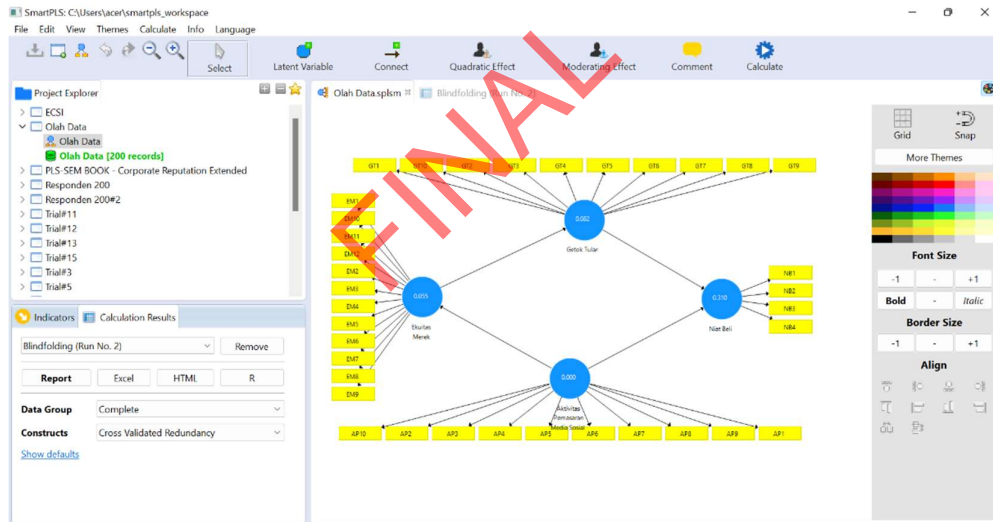 SmartPLS: C:\Users\acer\smartpls_workspace
File Edit View Themes Calculate Info Language
Select
Latent Variable
Connect
Quadratic Effect
Moderating Effect
Comment
Calculate
Project Explorer
ECSI
Olah Data
Olah Data
Olah Data [200 records]
PLS-SEM BOOK - Corporate Reputation Extended
Responden 200
Responden 200#2
Trial#11
Trial#12
Trial#13
Trial#15
Trial#3
Trial#5
Indicators Calculation Results
Blindfolding (Run No. 2) Remove
Report Excel HTML R
Data Group Complete
Constructs Cross Validated Redundancy
Show defaults
Olah Data.splsm Blindfolding (Run No. 2)
FINAL
GT1 GT10 GT2 GT3 GT4 GT5 GT6 GT7 GT8 GT9
0.082
Getok Tular
EM1
EM10
EM11
EM12
EM2
EM3
EM4
EM5
EM6
EM7
EM8
EM9
0.055
Ekuitas
Merek
0.310
Niat Beli
NB1
NB2
NB3
NB4
0.000
Aktivitas
Pemasaran
Media Sosial
AP10 AP2 AP3 AP4 AP5 AP6 AP7 AP8 AP9 AP1
Grid Snap
More Themes
Font Size
-1 - +1
Bold - Italic
Border Size
-1 - +1
Align